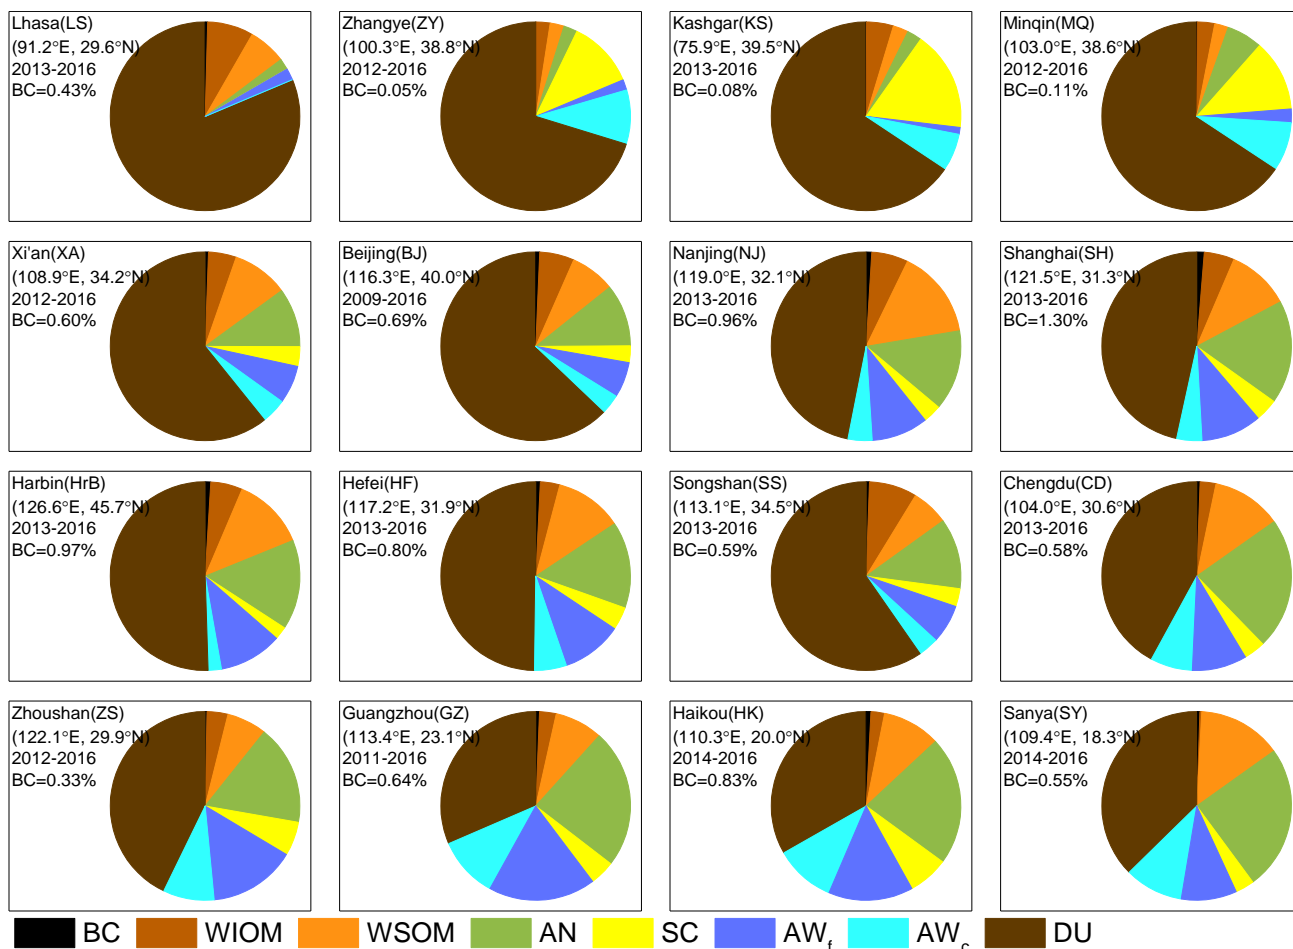 Lhasa(LS)
(91.2°E, 29.6°N)
2013-2016
BC=0.43%
Zhangye(ZY)
(100.3°E, 38.8°N)
2012-2016
BC=0.05%
Kashgar(KS)
(75.9°E, 39.5°N)
2013-2016
BC=0.08%
Minqin(MQ)
(103.0°E, 38.6°N)
2012-2016
BC=0.11%
Xi'an(XA)
(108.9°E, 34.2°N)
2012-2016
BC=0.60%
Beijing(BJ)
(116.3°E, 40.0°N)
2009-2016
BC=0.69%
Nanjing(NJ)
(119.0°E, 32.1°N)
2013-2016
BC=0.96%
Shanghai(SH)
(121.5°E, 31.3°N)
2013-2016
BC=1.30%
Harbin(HrB)
(126.6°E, 45.7°N)
2013-2016
BC=0.97%
Hefei(HF)
(117.2°E, 31.9°N)
2013-2016
BC=0.80%
Songshan(SS)
(113.1°E, 34.5°N)
2013-2016
BC=0.59%
Chengdu(CD)
(104.0°E, 30.6°N)
2013-2016
BC=0.58%
Zhoushan(ZS)
(122.1°E, 29.9°N)
2012-2016
BC=0.33%
Guangzhou(GZ)
(113.4°E, 23.1°N)
2011-2016
BC=0.64%
Haikou(HK)
(110.3°E, 20.0°N)
2014-2016
BC=0.83%
Sanya(SY)
(109.4°E, 18.3°N)
2014-2016
BC=0.55%
BC WIOM WSOM AN SC AWf AWc DU